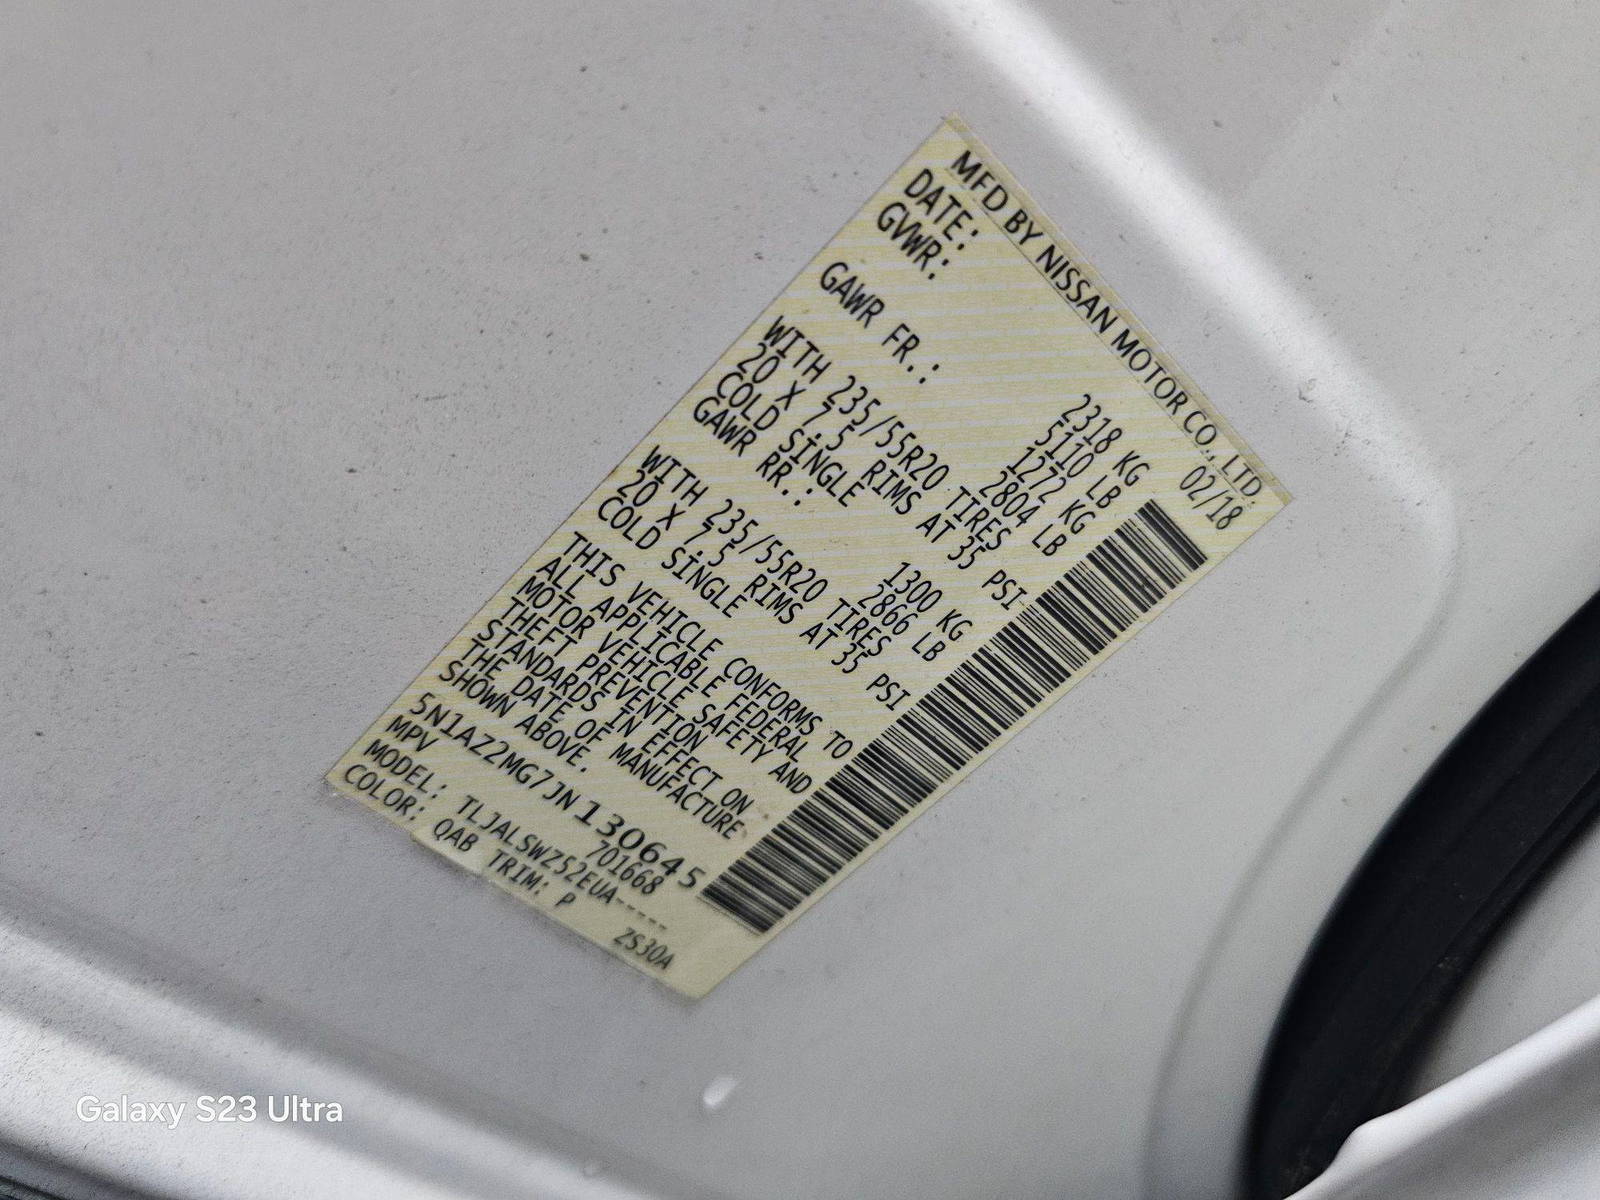 MFD BY NISSAN MOTOR CO., LTD.
DATE: 02/18
GVWR: 2318 KG
5110 LB
GAWR FR.: 1272 KG
2804 LB
WITH 235/55R20 TIRES
20 X 7.5 RIMS AT 35 PSI
COLD SINGLE
GAWR RR.: 1300 KG
2866 LB
WITH 235/55R20 TIRES
20 X 7.5 RIMS AT 35 PSI
COLD SINGLE
THIS VEHICLE CONFORMS TO
ALL APPLICABLE FEDERAL
MOTOR VEHICLE SAFETY AND
THEFT PREVENTION
STANDARDS IN EFFECT ON
THE DATE OF MANUFACTURE
SHOWN ABOVE.
5N1AZ2MG7JN130645
MPV 701668
MODEL: TLJALSWZ52EUA-----
COLOR: QAB TRIM: P ZS30A
Galaxy S23 Ultra